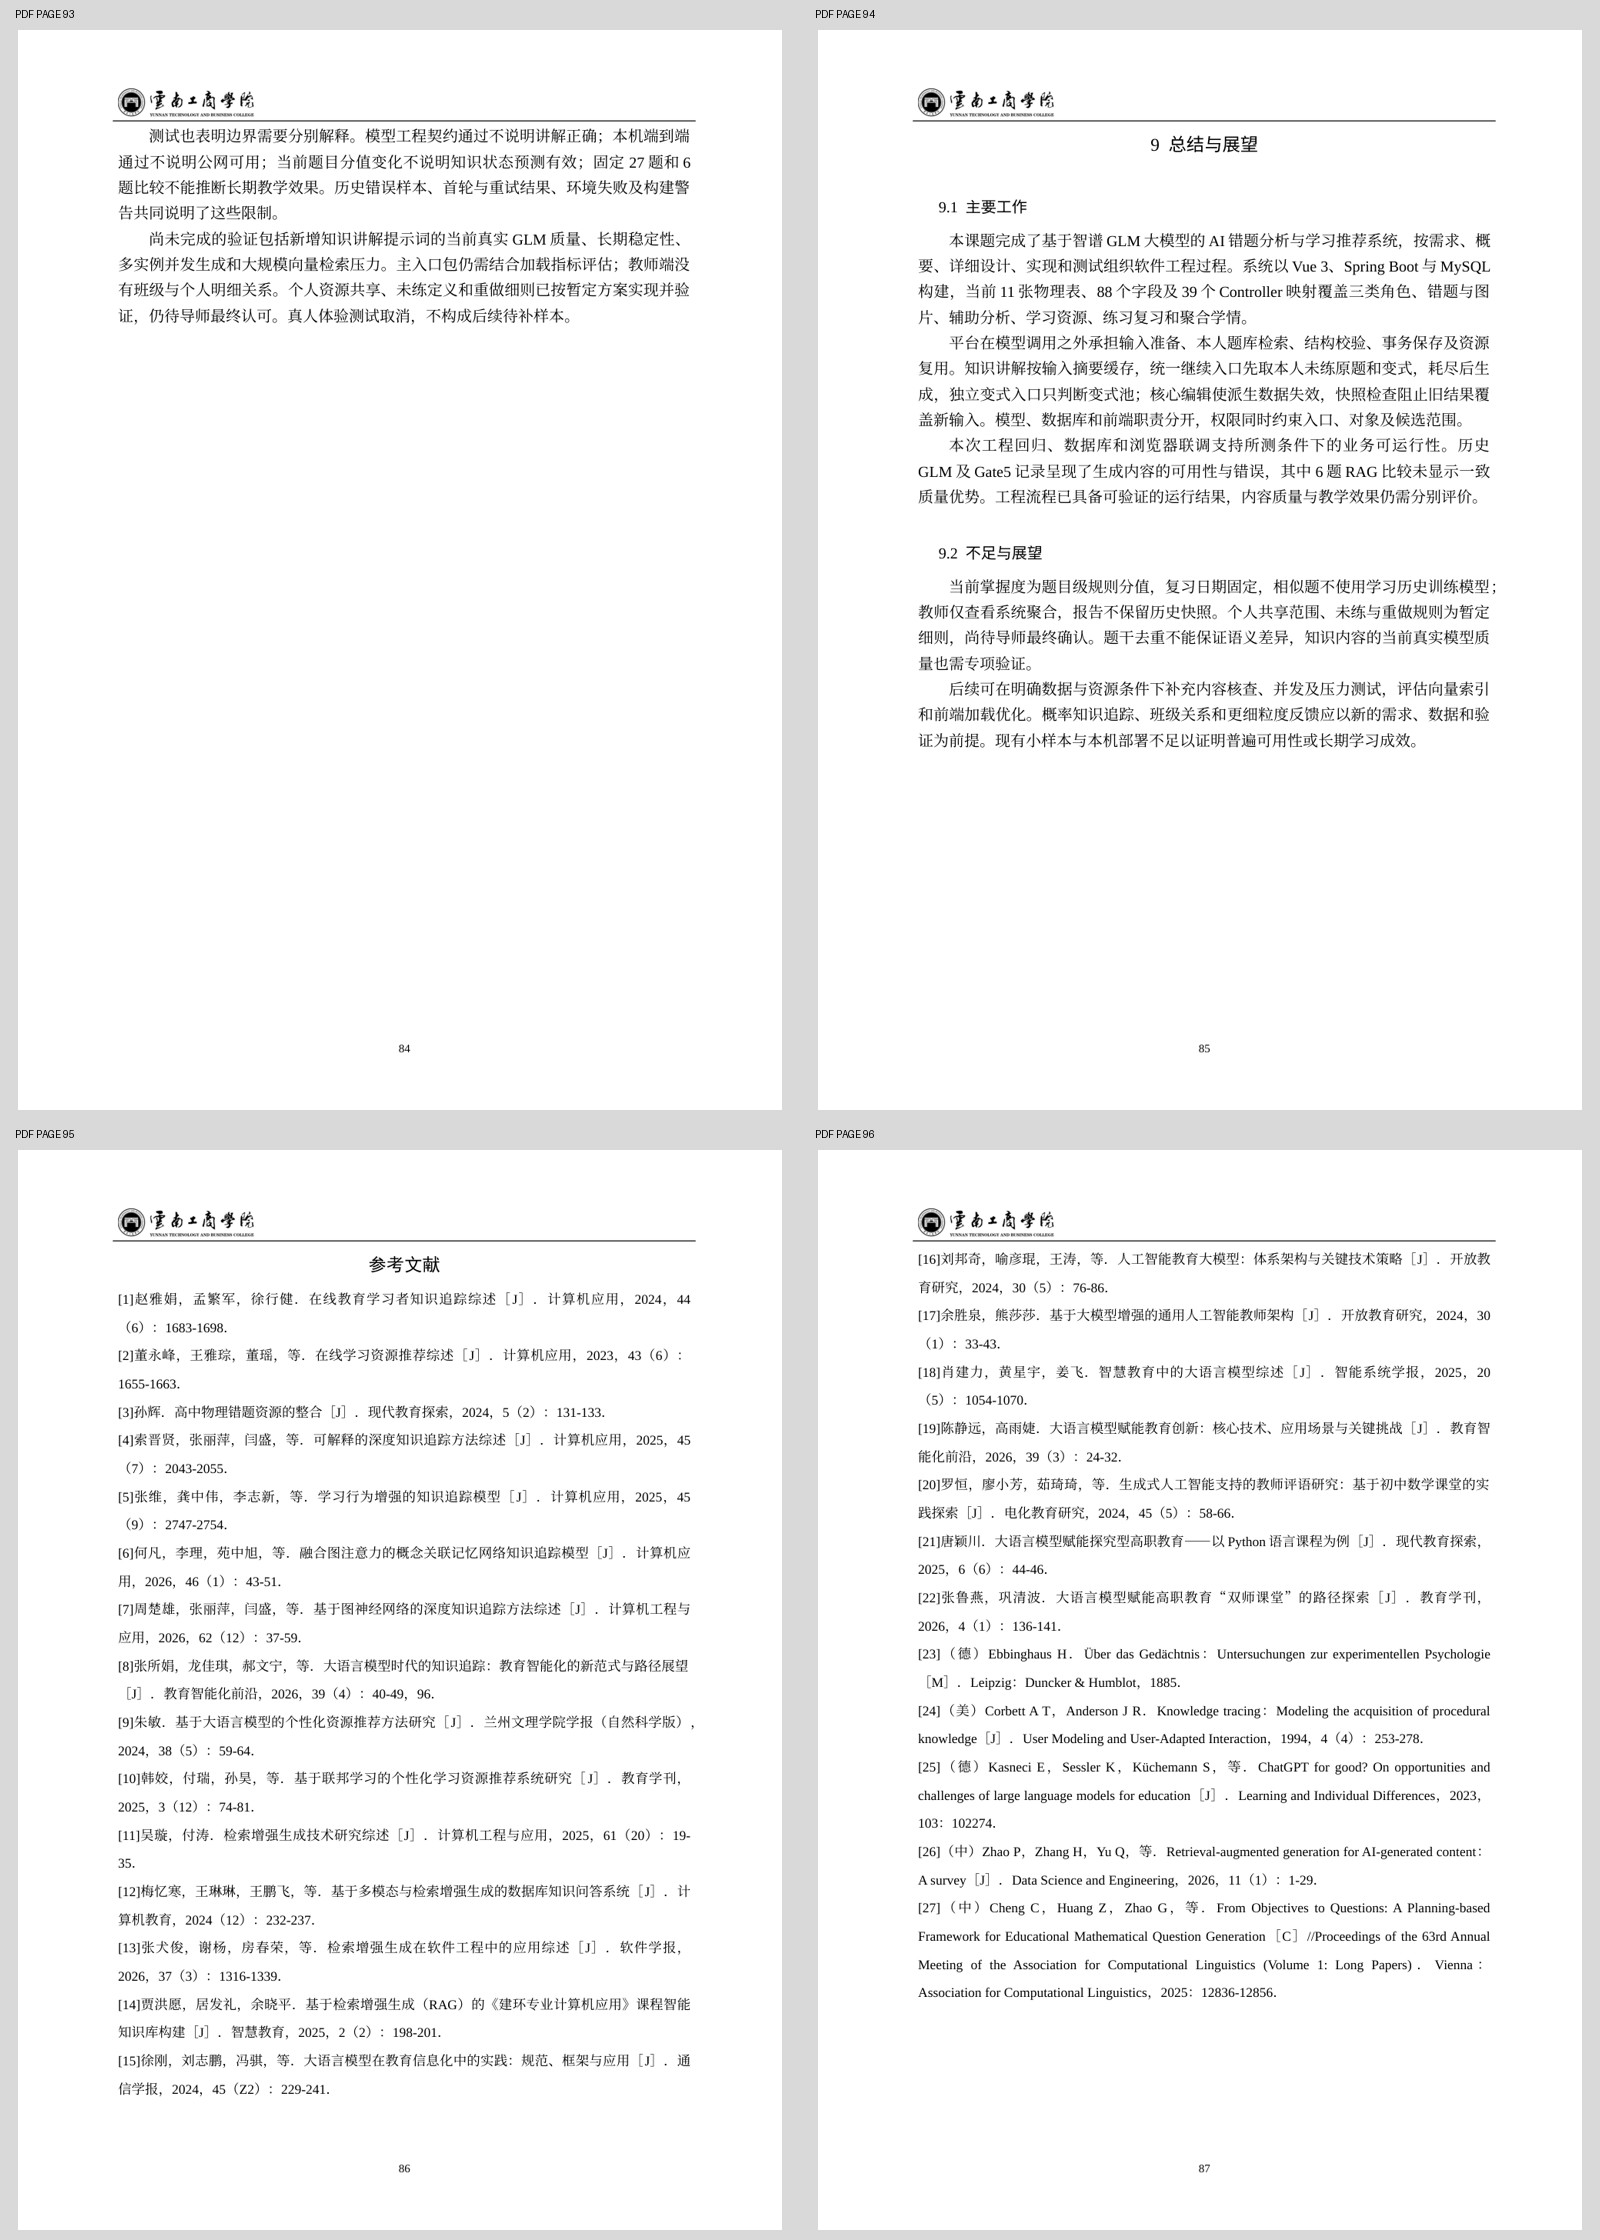 PDF PAGE 93
雲南工商学院
YUNNAN TECHNOLOGY AND BUSINESS COLLEGE
测试也表明边界需要分别解释。模型工程契约通过不说明讲解正确；本机端到端
通过不说明公网可用；当前题目分值变化不说明知识状态预测有效；固定 27 题和 6
题比较不能推断长期教学效果。历史错误样本、首轮与重试结果、环境失败及构建警
告共同说明了这些限制。
尚未完成的验证包括新增知识讲解提示词的当前真实 GLM 质量、长期稳定性、
多实例并发生成和大规模向量检索压力。主入口包仍需结合加载指标评估；教师端没
有班级与个人明细关系。个人资源共享、未练定义和重做细则已按暂定方案实现并验
证，仍待导师最终认可。真人体验测试取消，不构成后续待补样本。
84
PDF PAGE 94
雲南工商学院
YUNNAN TECHNOLOGY AND BUSINESS COLLEGE
9 总结与展望
9.1 主要工作
本课题完成了基于智谱 GLM 大模型的 AI 错题分析与学习推荐系统，按需求、概
要、详细设计、实现和测试组织软件工程过程。系统以 Vue 3、Spring Boot 与 MySQL
构建，当前 11 张物理表、88 个字段及 39 个 Controller 映射覆盖三类角色、错题与图
片、辅助分析、学习资源、练习复习和聚合学情。
平台在模型调用之外承担输入准备、本人题库检索、结构校验、事务保存及资源
复用。知识讲解按输入摘要缓存，统一继续入口先取本人未练原题和变式，耗尽后生
成，独立变式入口只判断变式池；核心编辑使派生数据失效，快照检查阻止旧结果覆
盖新输入。模型、数据库和前端职责分开，权限同时约束入口、对象及候选范围。
本次工程回归、数据库和浏览器联调支持所测条件下的业务可运行性。历史
GLM 及 Gate5 记录呈现了生成内容的可用性与错误，其中 6 题 RAG 比较未显示一致
质量优势。工程流程已具备可验证的运行结果，内容质量与教学效果仍需分别评价。
9.2 不足与展望
当前掌握度为题目级规则分值，复习日期固定，相似题不使用学习历史训练模型；
教师仅查看系统聚合，报告不保留历史快照。个人共享范围、未练与重做规则为暂定
细则，尚待导师最终确认。题干去重不能保证语义差异，知识内容的当前真实模型质
量也需专项验证。
后续可在明确数据与资源条件下补充内容核查、并发及压力测试，评估向量索引
和前端加载优化。概率知识追踪、班级关系和更细粒度反馈应以新的需求、数据和验
证为前提。现有小样本与本机部署不足以证明普遍可用性或长期学习成效。
85
PDF PAGE 95
雲南工商学院
YUNNAN TECHNOLOGY AND BUSINESS COLLEGE
参考文献
[1]赵雅娟，孟繁军，徐行健．在线教育学习者知识追踪综述［J］．计算机应用，2024，44
（6）：1683-1698.
[2]董永峰，王雅琮，董瑶，等．在线学习资源推荐综述［J］．计算机应用，2023，43（6）：
1655-1663.
[3]孙辉．高中物理错题资源的整合［J］．现代教育探索，2024，5（2）：131-133.
[4]索晋贤，张丽萍，闫盛，等．可解释的深度知识追踪方法综述［J］．计算机应用，2025，45
（7）：2043-2055.
[5]张维，龚中伟，李志新，等．学习行为增强的知识追踪模型［J］．计算机应用，2025，45
（9）：2747-2754.
[6]何凡，李理，苑中旭，等．融合图注意力的概念关联记忆网络知识追踪模型［J］．计算机应
用，2026，46（1）：43-51.
[7]周楚雄，张丽萍，闫盛，等．基于图神经网络的深度知识追踪方法综述［J］．计算机工程与
应用，2026，62（12）：37-59.
[8]张所娟，龙佳琪，郝文宁，等．大语言模型时代的知识追踪：教育智能化的新范式与路径展望
［J］．教育智能化前沿，2026，39（4）：40-49，96.
[9]朱敏．基于大语言模型的个性化资源推荐方法研究［J］．兰州文理学院学报（自然科学版），
2024，38（5）：59-64.
[10]韩姣，付瑞，孙昊，等．基于联邦学习的个性化学习资源推荐系统研究［J］．教育学刊，
2025，3（12）：74-81.
[11]吴璇，付涛．检索增强生成技术研究综述［J］．计算机工程与应用，2025，61（20）：19-
35.
[12]梅忆寒，王琳琳，王鹏飞，等．基于多模态与检索增强生成的数据库知识问答系统［J］．计
算机教育，2024（12）：232-237.
[13]张犬俊，谢杨，房春荣，等．检索增强生成在软件工程中的应用综述［J］．软件学报，
2026，37（3）：1316-1339.
[14]贾洪愿，居发礼，余晓平．基于检索增强生成（RAG）的《建环专业计算机应用》课程智能
知识库构建［J］．智慧教育，2025，2（2）：198-201.
[15]徐刚，刘志鹏，冯骐，等．大语言模型在教育信息化中的实践：规范、框架与应用［J］．通
信学报，2024，45（Z2）：229-241.
86
PDF PAGE 96
雲南工商学院
YUNNAN TECHNOLOGY AND BUSINESS COLLEGE
[16]刘邦奇，喻彦琨，王涛，等．人工智能教育大模型：体系架构与关键技术策略［J］．开放教
育研究，2024，30（5）：76-86.
[17]余胜泉，熊莎莎．基于大模型增强的通用人工智能教师架构［J］．开放教育研究，2024，30
（1）：33-43.
[18]肖建力，黄星宇，姜飞．智慧教育中的大语言模型综述［J］．智能系统学报，2025，20
（5）：1054-1070.
[19]陈静远，高雨婕．大语言模型赋能教育创新：核心技术、应用场景与关键挑战［J］．教育智
能化前沿，2026，39（3）：24-32.
[20]罗恒，廖小芳，茹琦琦，等．生成式人工智能支持的教师评语研究：基于初中数学课堂的实
践探索［J］．电化教育研究，2024，45（5）：58-66.
[21]唐颖川．大语言模型赋能探究型高职教育——以 Python 语言课程为例［J］．现代教育探索，
2025，6（6）：44-46.
[22]张鲁燕，巩清波．大语言模型赋能高职教育“双师课堂”的路径探索［J］．教育学刊，
2026，4（1）：136-141.
[23]（德）Ebbinghaus H．Über das Gedächtnis：Untersuchungen zur experimentellen Psychologie
［M］．Leipzig：Duncker & Humblot，1885.
[24]（美）Corbett A T，Anderson J R．Knowledge tracing：Modeling the acquisition of procedural
knowledge［J］．User Modeling and User-Adapted Interaction，1994，4（4）：253-278.
[25]（德）Kasneci E，Sessler K，Küchemann S，等．ChatGPT for good? On opportunities and
challenges of large language models for education［J］．Learning and Individual Differences，2023，
103：102274.
[26]（中）Zhao P，Zhang H，Yu Q，等．Retrieval-augmented generation for AI-generated content：
A survey［J］．Data Science and Engineering，2026，11（1）：1-29.
[27]（中）Cheng C，Huang Z，Zhao G，等．From Objectives to Questions: A Planning-based
Framework for Educational Mathematical Question Generation［C］//Proceedings of the 63rd Annual
Meeting of the Association for Computational Linguistics (Volume 1: Long Papers)．Vienna：
Association for Computational Linguistics，2025：12836-12856.
87